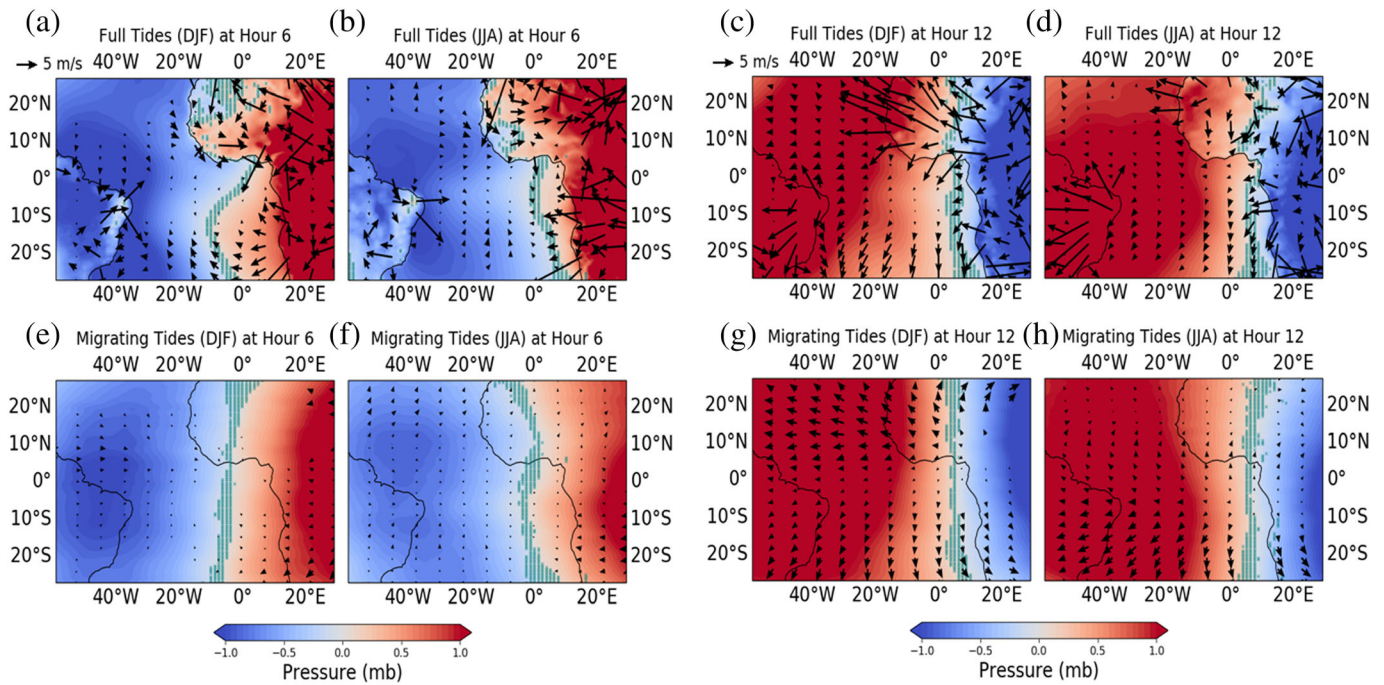 (a) (b) (c) (d)
Full Tides (DJF) at Hour 6 Full Tides (JJA) at Hour 6 Full Tides (DJF) at Hour 12 Full Tides (JJA) at Hour 12
5 m/s 40°W 20°W 0° 20°E 40°W 20°W 0° 20°E 5 m/s 40°W 20°W 0° 20°E 40°W 20°W 0° 20°E
20°N 20°N 20°N 20°N
10°N 10°N 10°N 10°N
0° 0° 0° 0°
10°S 10°S 10°S 10°S
20°S 20°S 20°S 20°S
40°W 20°W 0° 20°E 40°W 20°W 0° 20°E 40°W 20°W 0° 20°E 40°W 20°W 0° 20°E
(e) (f) (g) (h)
Migrating Tides (DJF) at Hour 6 Migrating Tides (JJA) at Hour 6 Migrating Tides (DJF) at Hour 12 Migrating Tides (JJA) at Hour 12
40°W 20°W 0° 20°E 40°W 20°W 0° 20°E 40°W 20°W 0° 20°E 40°W 20°W 0° 20°E
20°N 20°N 20°N 20°N
10°N 10°N 10°N 10°N
0° 0° 0° 0°
10°S 10°S 10°S 10°S
20°S 20°S 20°S 20°S
40°W 20°W 0° 20°E 40°W 20°W 0° 20°E 40°W 20°W 0° 20°E 40°W 20°W 0° 20°E
−1.0 −0.5 0.0 0.5 1.0 −1.0 −0.5 0.0 0.5 1.0
Pressure (mb) Pressure (mb)